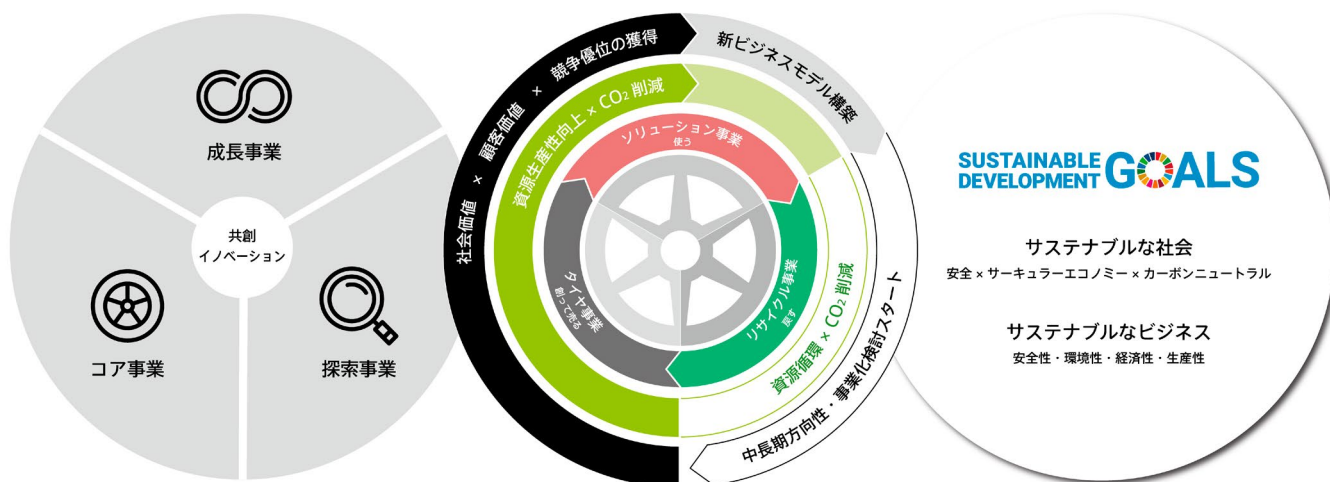 成長事業
共創
イノベーション
コア事業
探索事業
社会価値 × 顧客価値 × 競争優位の獲得
新ビジネスモデル構築
中長期方向性・事業化検討スタート
資源生産性向上 × CO₂ 削減
資源循環 × CO₂ 削減
ソリューション事業
使う
タイヤ事業
創って売る
リサイクル事業
戻す
SUSTAINABLE
DEVELOPMENT
GOALS
サステナブルな社会
安全 × サーキュラーエコノミー × カーボンニュートラル
サステナブルなビジネス
安全性・環境性・経済性・生産性